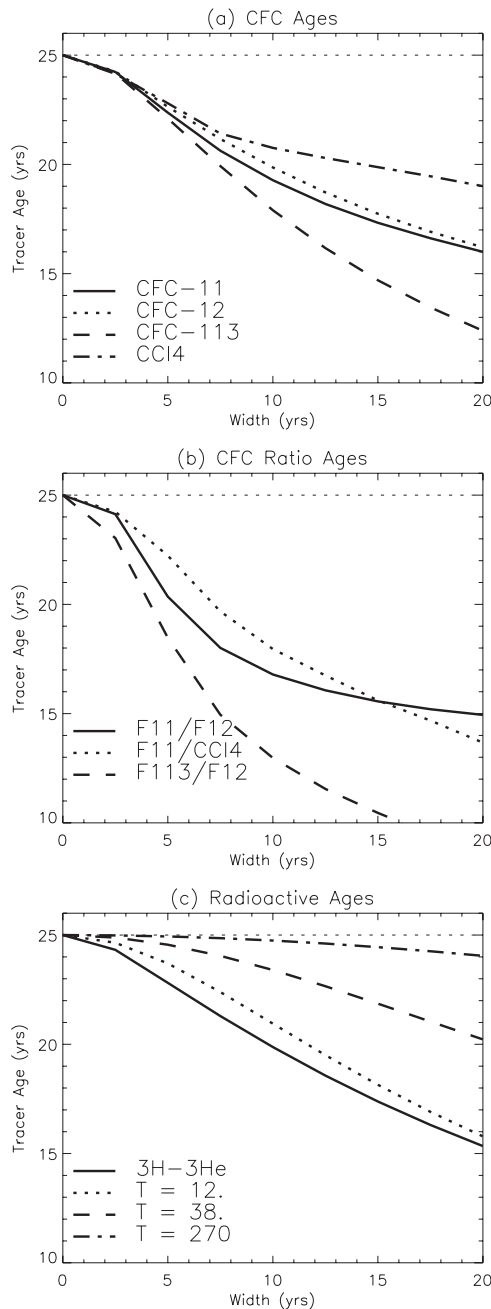 (a) CFC Ages
25
20
15
10
Tracer Age (yrs)
CFC-11
CFC-12
CFC-113
CCl4
0 5 10 15 20
Width (yrs)
(b) CFC Ratio Ages
25
20
15
10
Tracer Age (yrs)
F11/F12
F11/CCl4
F113/F12
0 5 10 15 20
Width (yrs)
(c) Radioactive Ages
25
20
15
10
Tracer Age (yrs)
3H-3He
T = 12.
T = 38.
T = 270
0 5 10 15 20
Width (yrs)